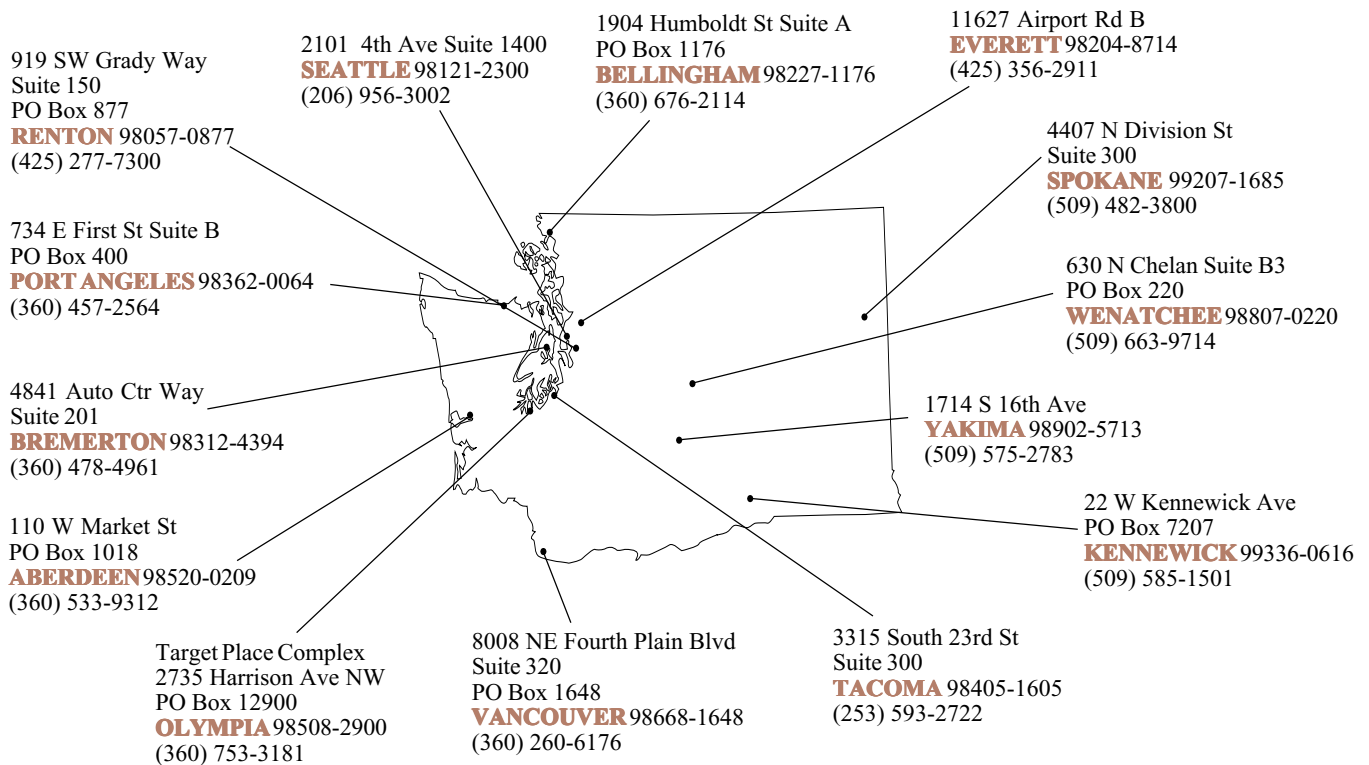 919 SW Grady Way
Suite 150
PO Box 877
RENTON 98057-0877
(425) 277-7300
2101 4th Ave Suite 1400
SEATTLE 98121-2300
(206) 956-3002
1904 Humboldt St Suite A
PO Box 1176
BELLINGHAM 98227-1176
(360) 676-2114
11627 Airport Rd B
EVERETT 98204-8714
(425) 356-2911
4407 N Division St
Suite 300
SPOKANE 99207-1685
(509) 482-3800
734 E First St Suite B
PO Box 400
PORT ANGELES 98362-0064
(360) 457-2564
630 N Chelan Suite B3
PO Box 220
WENATCHEE 98807-0220
(509) 663-9714
4841 Auto Ctr Way
Suite 201
BREMERTON 98312-4394
(360) 478-4961
1714 S 16th Ave
YAKIMA 98902-5713
(509) 575-2783
110 W Market St
PO Box 1018
ABERDEEN 98520-0209
(360) 533-9312
22 W Kennewick Ave
PO Box 7207
KENNEWICK 99336-0616
(509) 585-1501
Target Place Complex
2735 Harrison Ave NW
PO Box 12900
OLYMPIA 98508-2900
(360) 753-3181
8008 NE Fourth Plain Blvd
Suite 320
PO Box 1648
VANCOUVER 98668-1648
(360) 260-6176
3315 South 23rd St
Suite 300
TACOMA 98405-1605
(253) 593-2722